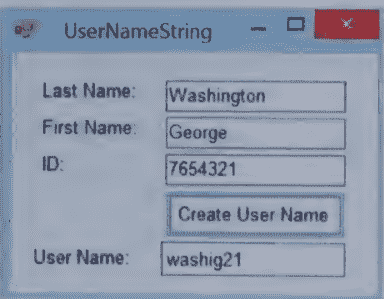 UserNameString
Last Name: Washington
First Name: George
ID: 7654321
Create User Name
User Name: washig21